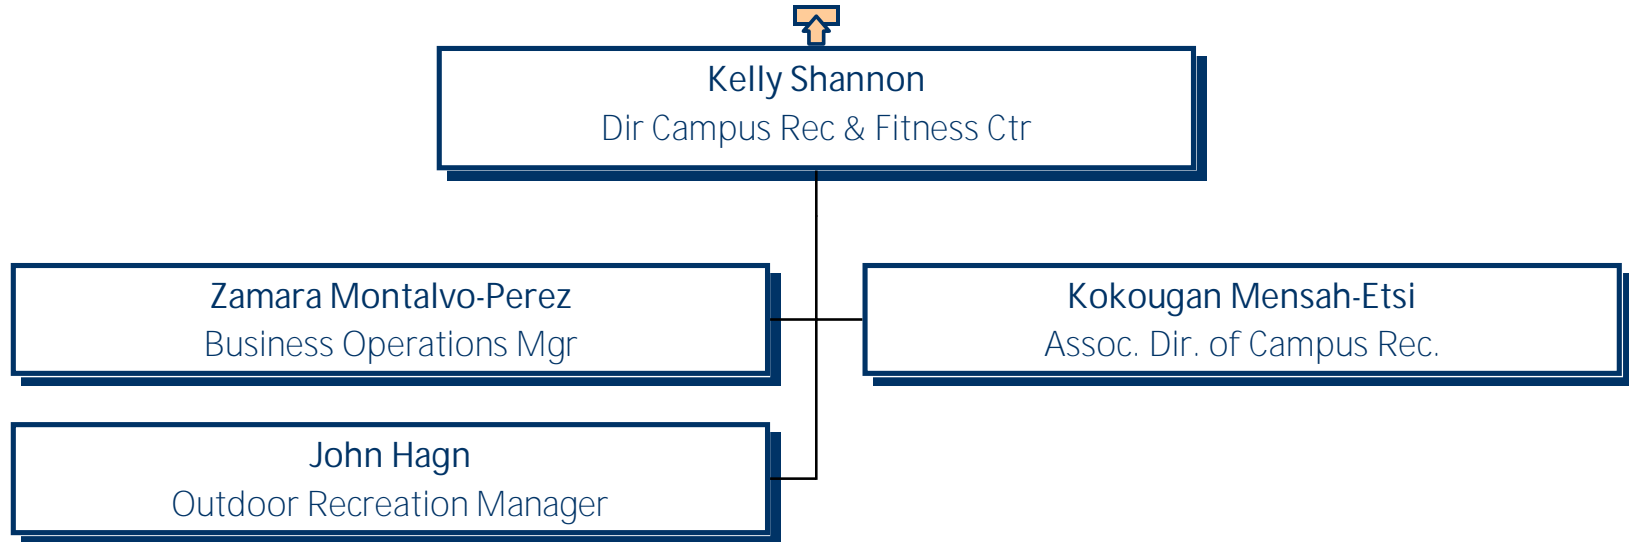 Kelly Shannon
Dir Campus Rec & Fitness Ctr
Zamara Montalvo-Perez
Business Operations Mgr
Kokougan Mensah-Etsi
Assoc. Dir. of Campus Rec.
John Hagn
Outdoor Recreation Manager